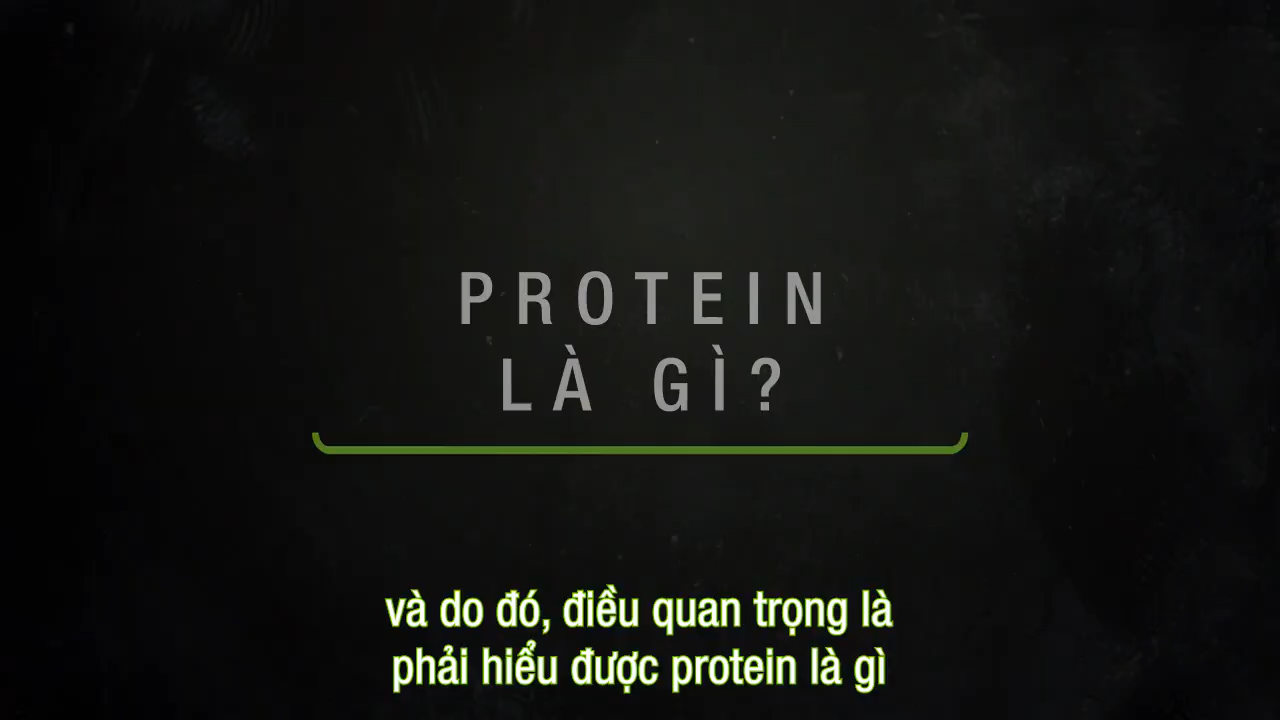 PROTEIN
LÀ GÌ?
và do đó, điều quan trọng là
phải hiểu được protein là gì